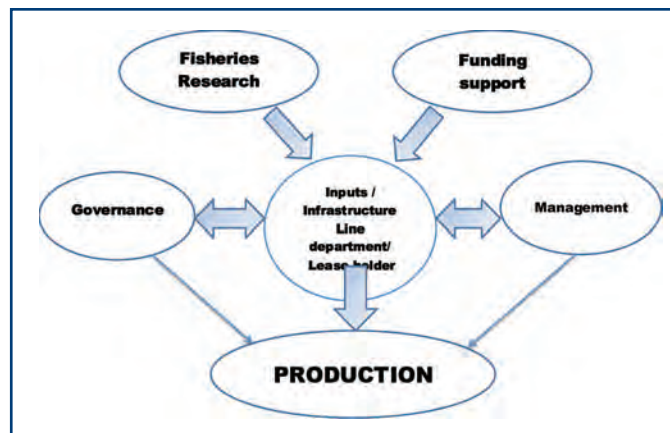 Fisheries
Research
Funding
support
Governance
Inputs /
Infrastructure
Line
department/
Lease holder
Management
PRODUCTION